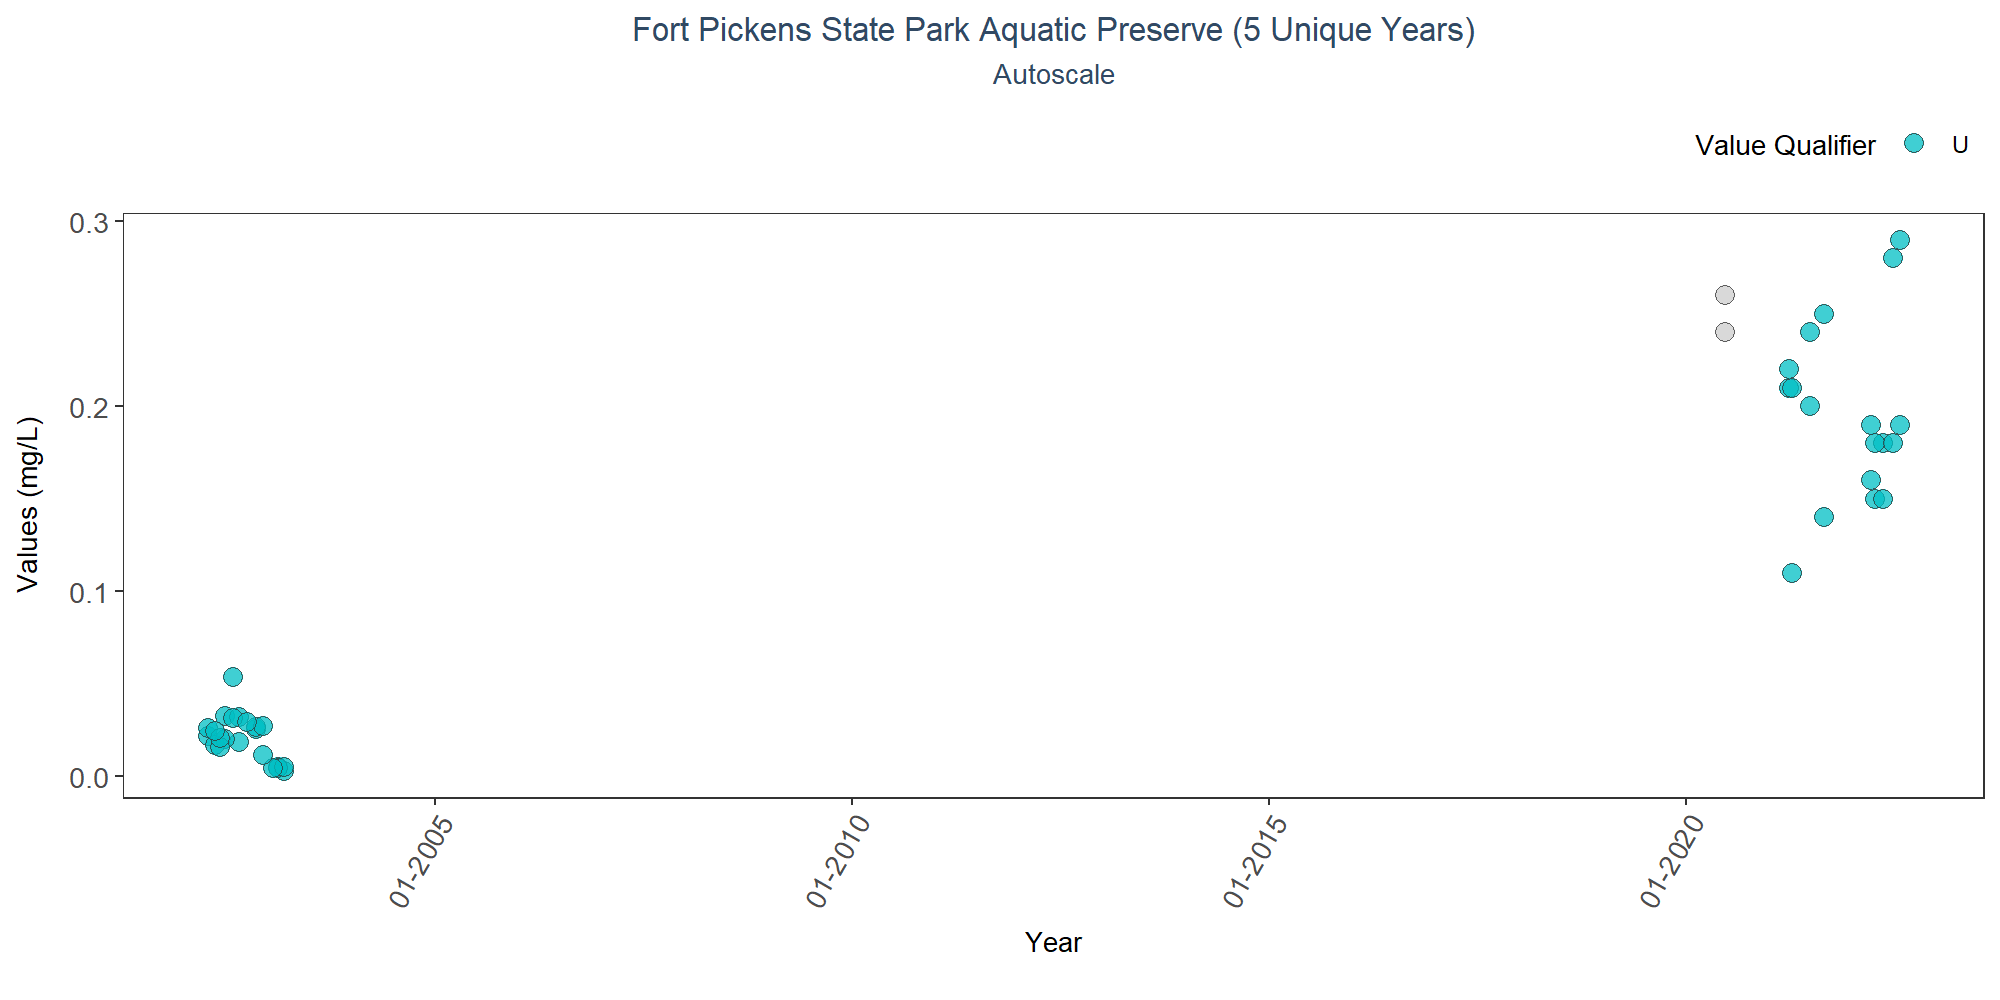 Fort Pickens State Park Aquatic Preserve (5 Unique Years)
Autoscale
Value Qualifier U
Values (mg/L)
0.3
0.2
0.1
0.0
01-2005 01-2010 01-2015 01-2020
Year